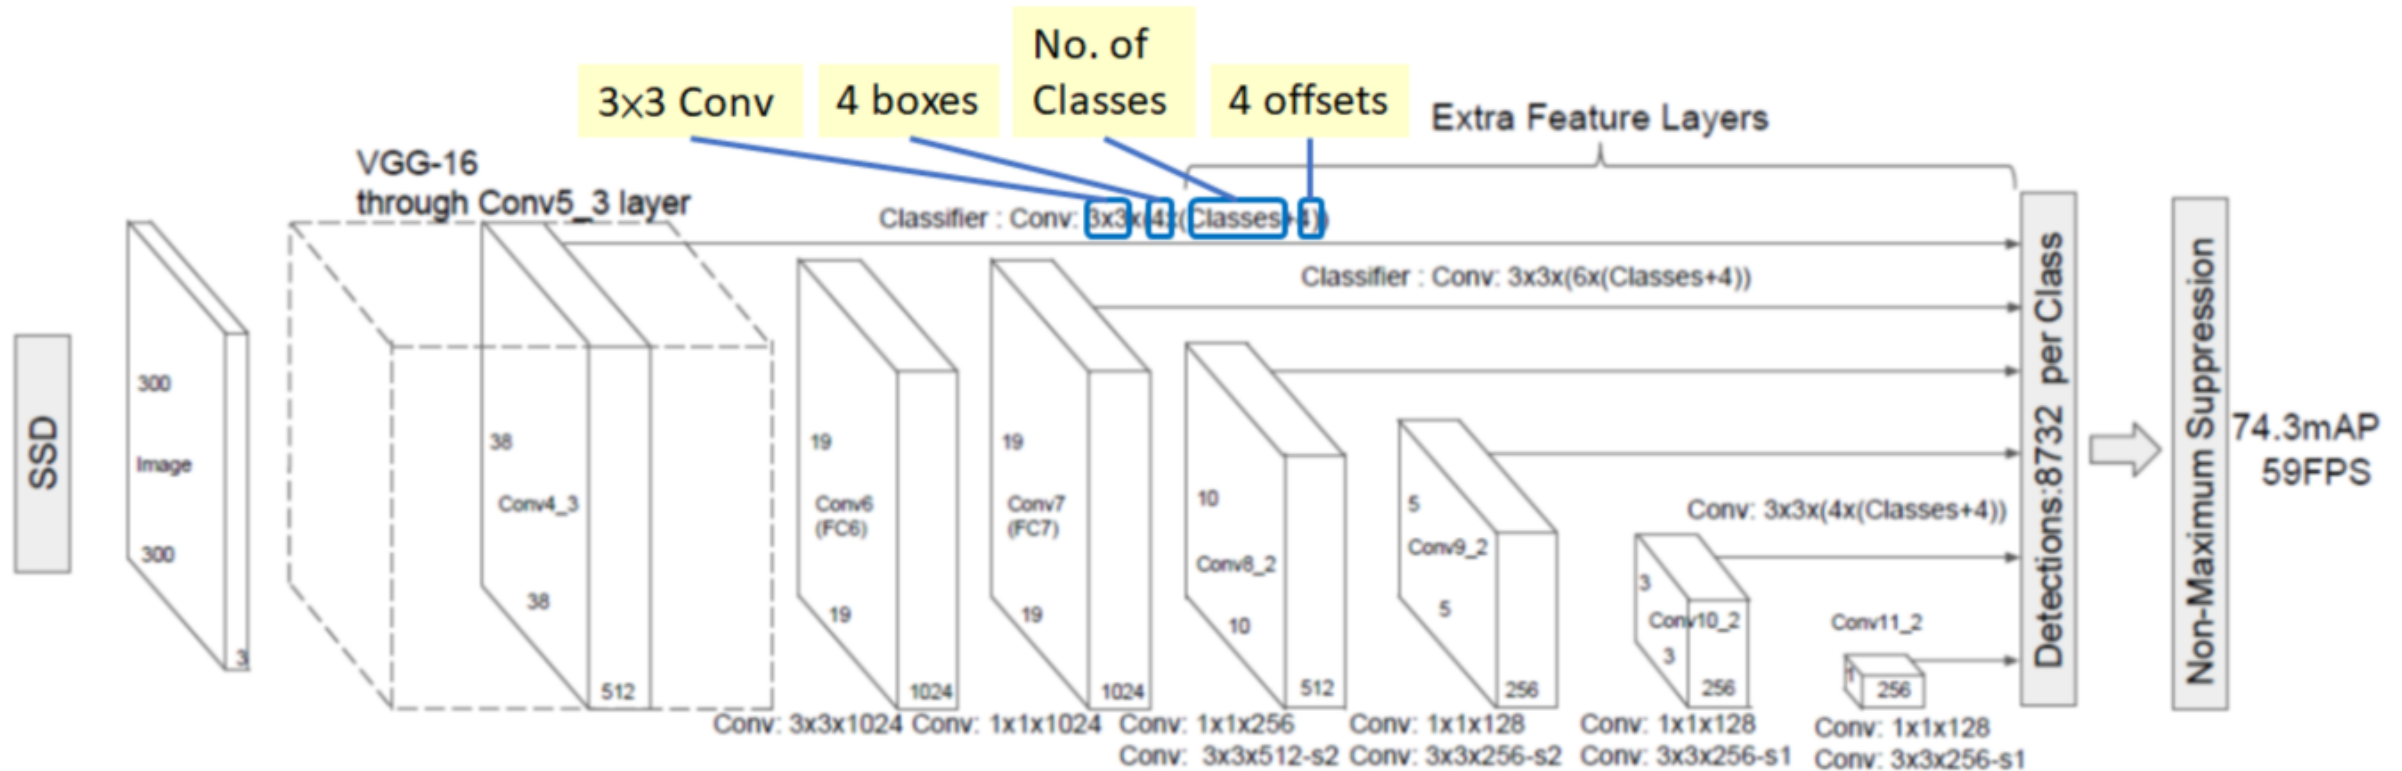 No. of
Classes
3x3 Conv
4 boxes
4 offsets
Extra Feature Layers
VGG-16
through Conv5_3 layer
Classifier : Conv: 3x3x(4x(Classes+4))
Classifier : Conv: 3x3x(6x(Classes+4))
SSD
300
Image
300
3
38
Conv4_3
38
512
19
Conv6
(FC6)
19
1024
19
Conv7
(FC7)
19
1024
10
Conv8_2
10
512
5
Conv9_2
5
256
Conv: 3x3x(4x(Classes+4))
3
Conv10_2
3
256
Conv11_2
1
256
Detections:8732 per Class
Non-Maximum Suppression
74.3mAP
59FPS
Conv: 3x3x1024
Conv: 1x1x1024
Conv: 1x1x256
Conv: 3x3x512-s2
Conv: 1x1x128
Conv: 3x3x256-s2
Conv: 1x1x128
Conv: 3x3x256-s1
Conv: 1x1x128
Conv: 3x3x256-s1